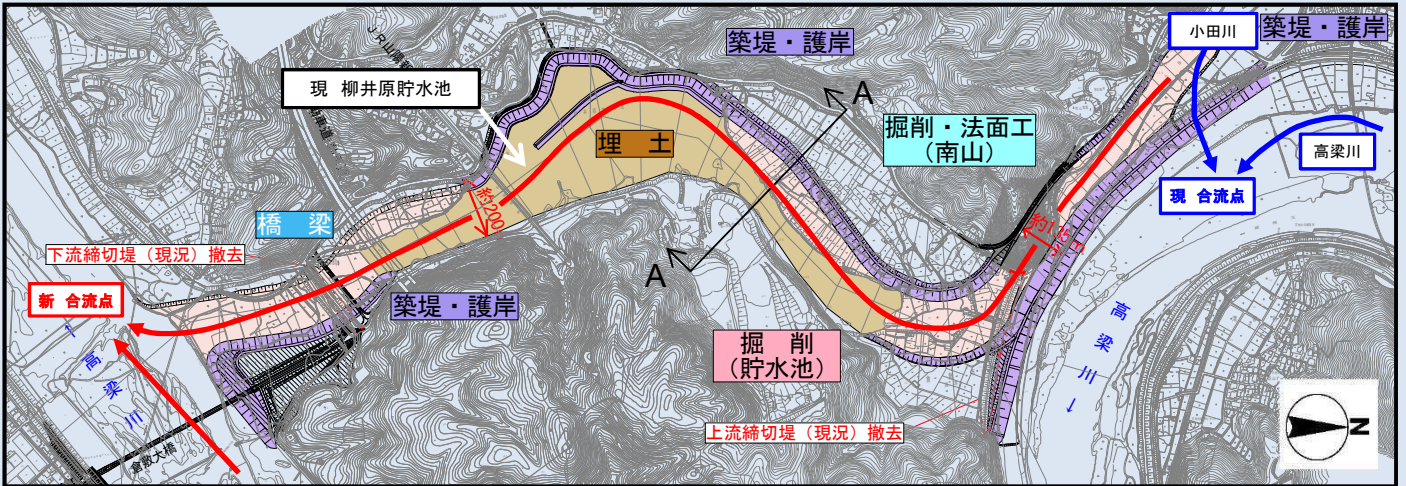 築堤・護岸
小田川
築堤・護岸
現 柳井原貯水池
A
掘削・法面工
(南山)
埋 土
高梁川
現 合流点
約200
橋 梁
下流締切堤(現況)撤去
A
新 合流点
築堤・護岸
高梁川
掘 削
(貯水池)
高梁川
上流締切堤(現況)撤去
倉敷大橋
N